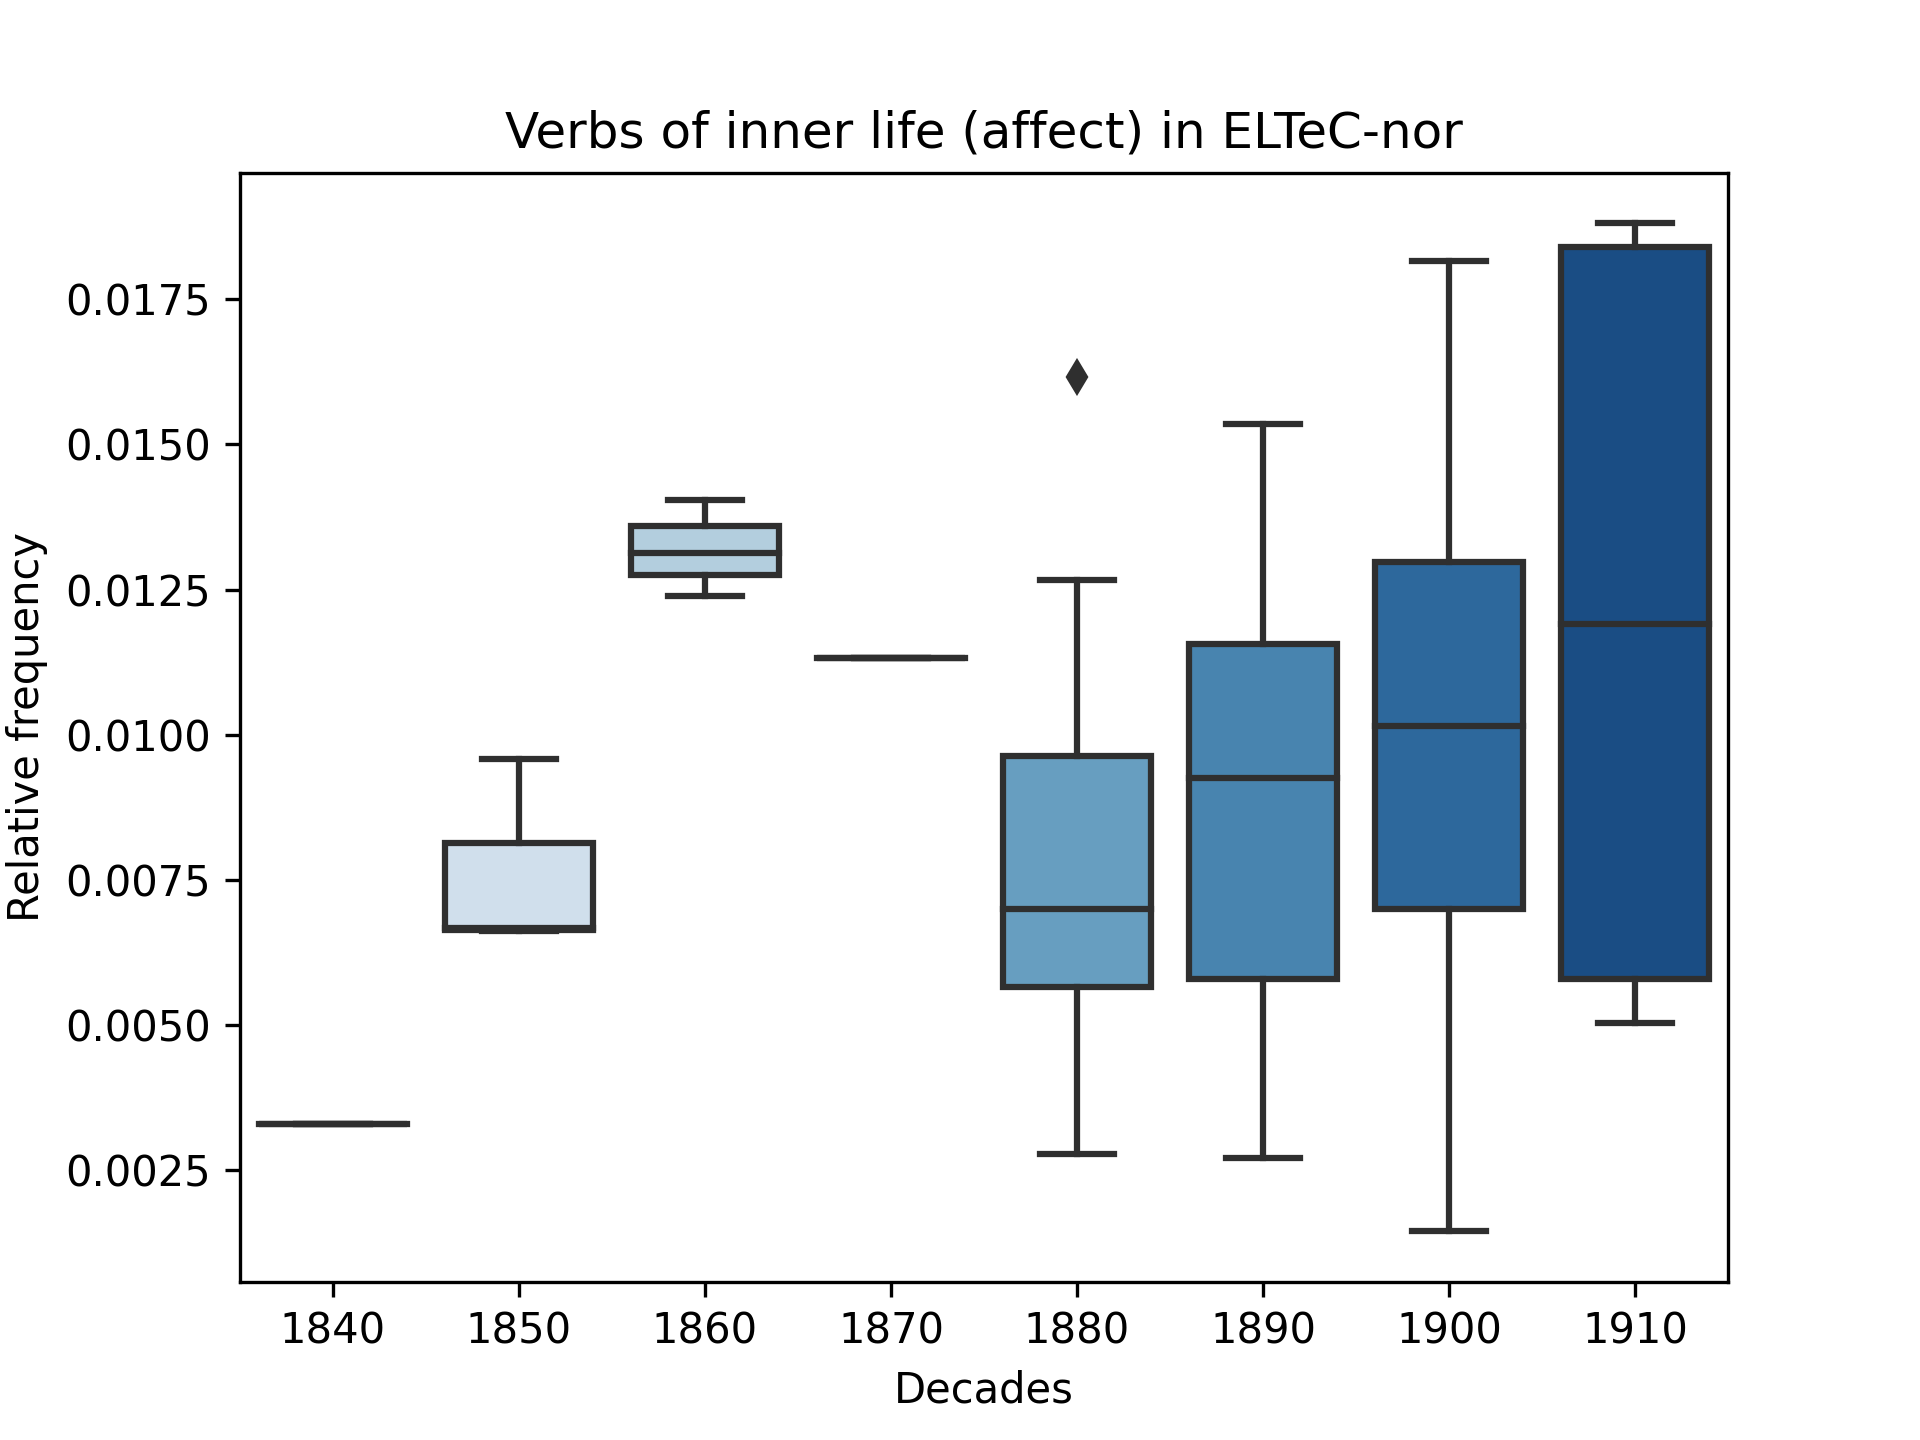 Verbs of inner life (affect) in ELTeC-nor
Relative frequency
0.0175
0.0150
0.0125
0.0100
0.0075
0.0050
0.0025
1840 1850 1860 1870 1880 1890 1900 1910
Decades